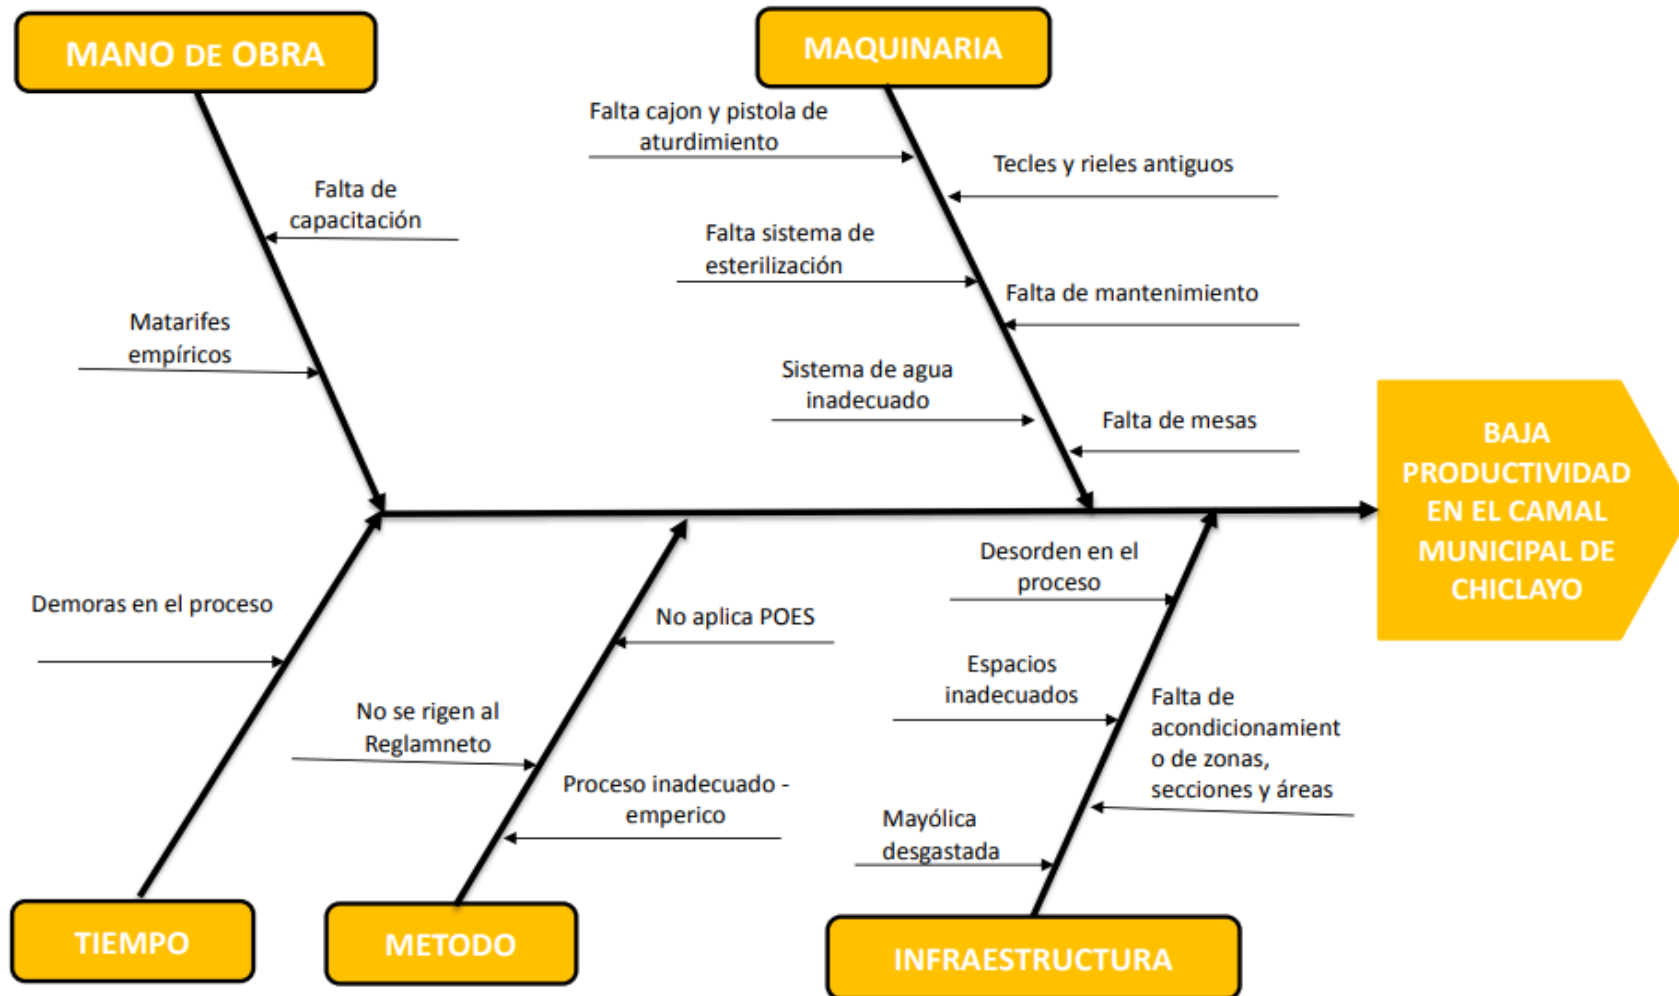 MANO DE OBRA
MAQUINARIA
Falta cajon y pistola de
aturdimiento
Tecles y rieles antiguos
Falta de
capacitación
Falta sistema de
esterilización
Falta de mantenimiento
Matarifes
empíricos
Sistema de agua
inadecuado
Falta de mesas
BAJA
PRODUCTIVIDAD
EN EL CAMAL
MUNICIPAL DE
CHICLAYO
Demoras en el proceso
No aplica POES
No se rigen al
Reglamneto
Proceso inadecuado -
emperico
Desorden en el
proceso
Espacios
inadecuados
Falta de
acondicionamient
o de zonas,
secciones y áreas
Mayólica
desgastada
TIEMPO
METODO
INFRAESTRUCTURA